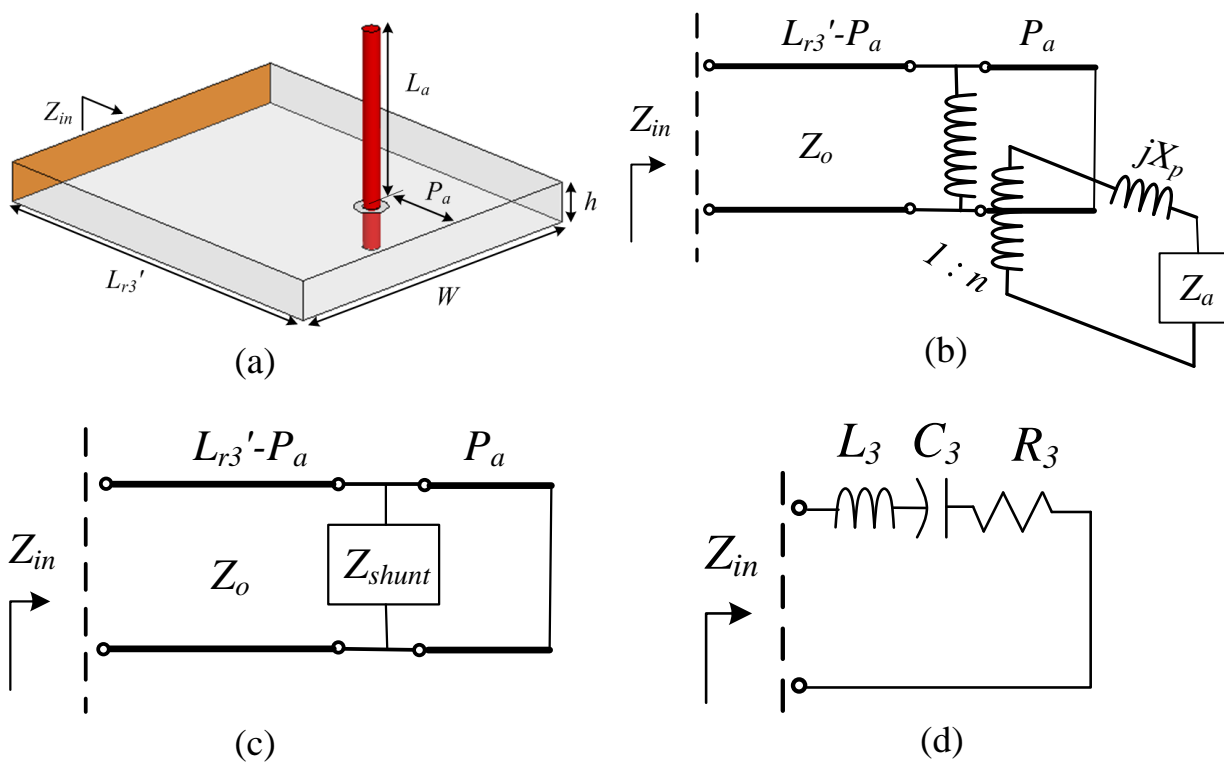 Z_in
L_a
P_a
h
L_r3'
W
(a)
L_r3'-P_a
P_a
Z_in
Z_o
jX_p
1 : n
Z_a
(b)
L_r3'-P_a
P_a
Z_in
Z_o
Z_shunt
(c)
L_3 C_3 R_3
Z_in
(d)